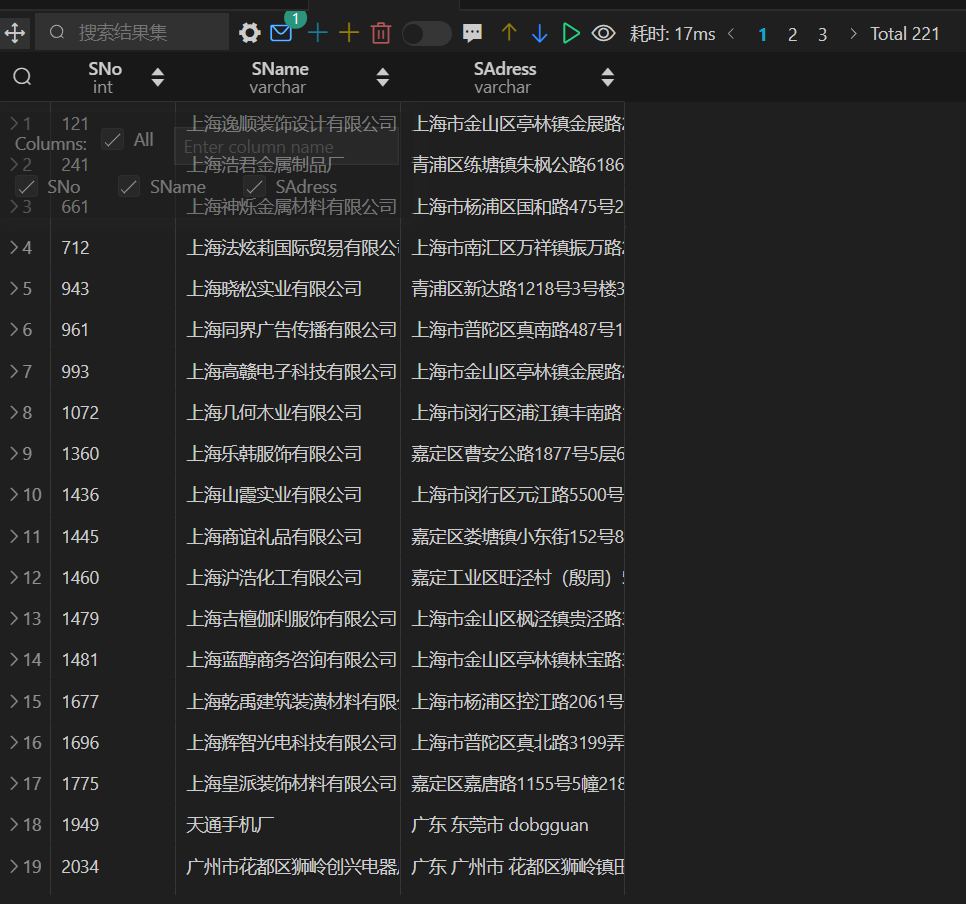 搜索结果集 1 耗时: 17ms 1 2 3 Total 221
SNo SName SAdress
int varchar varchar
1 121 上海逸顺装饰设计有限公司 上海市金山区亭林镇金展路2
Columns: All Enter column name
2 241 上海浩君金属制品厂 青浦区练塘镇朱枫公路6186
SNo SName SAdress
3 661 上海神烁金属材料有限公司 上海市杨浦区国和路475号2
4 712 上海法炫莉国际贸易有限公司 上海市南汇区万祥镇振万路
5 943 上海晓松实业有限公司 青浦区新达路1218号3号楼3
6 961 上海同界广告传播有限公司 上海市普陀区真南路487号1
7 993 上海高赣电子科技有限公司 上海市金山区亭林镇金展路
8 1072 上海几何木业有限公司 上海市闵行区浦江镇丰南路
9 1360 上海乐韩服饰有限公司 嘉定区曹安公路1877号5层6
10 1436 上海山霞实业有限公司 上海市闵行区元江路5500号
11 1445 上海商谊礼品有限公司 嘉定区娄塘镇小东街152号8
12 1460 上海沪浩化工有限公司 嘉定工业区旺泾村（殷周）
13 1479 上海吉檀伽利服饰有限公司 上海市金山区枫泾镇贵泾路
14 1481 上海蓝醇商务咨询有限公司 上海市金山区亭林镇林宝路
15 1677 上海乾禹建筑装潢材料有限 上海市杨浦区控江路2061号
16 1696 上海辉智光电科技有限公司 上海市普陀区真北路3199弄
17 1775 上海皇派装饰材料有限公司 嘉定区嘉唐路1155号5幢218
18 1949 天通手机厂 广东 东莞市 dobgguan
19 2034 广州市花都区狮岭创兴电器 广东 广州市 花都区狮岭镇田